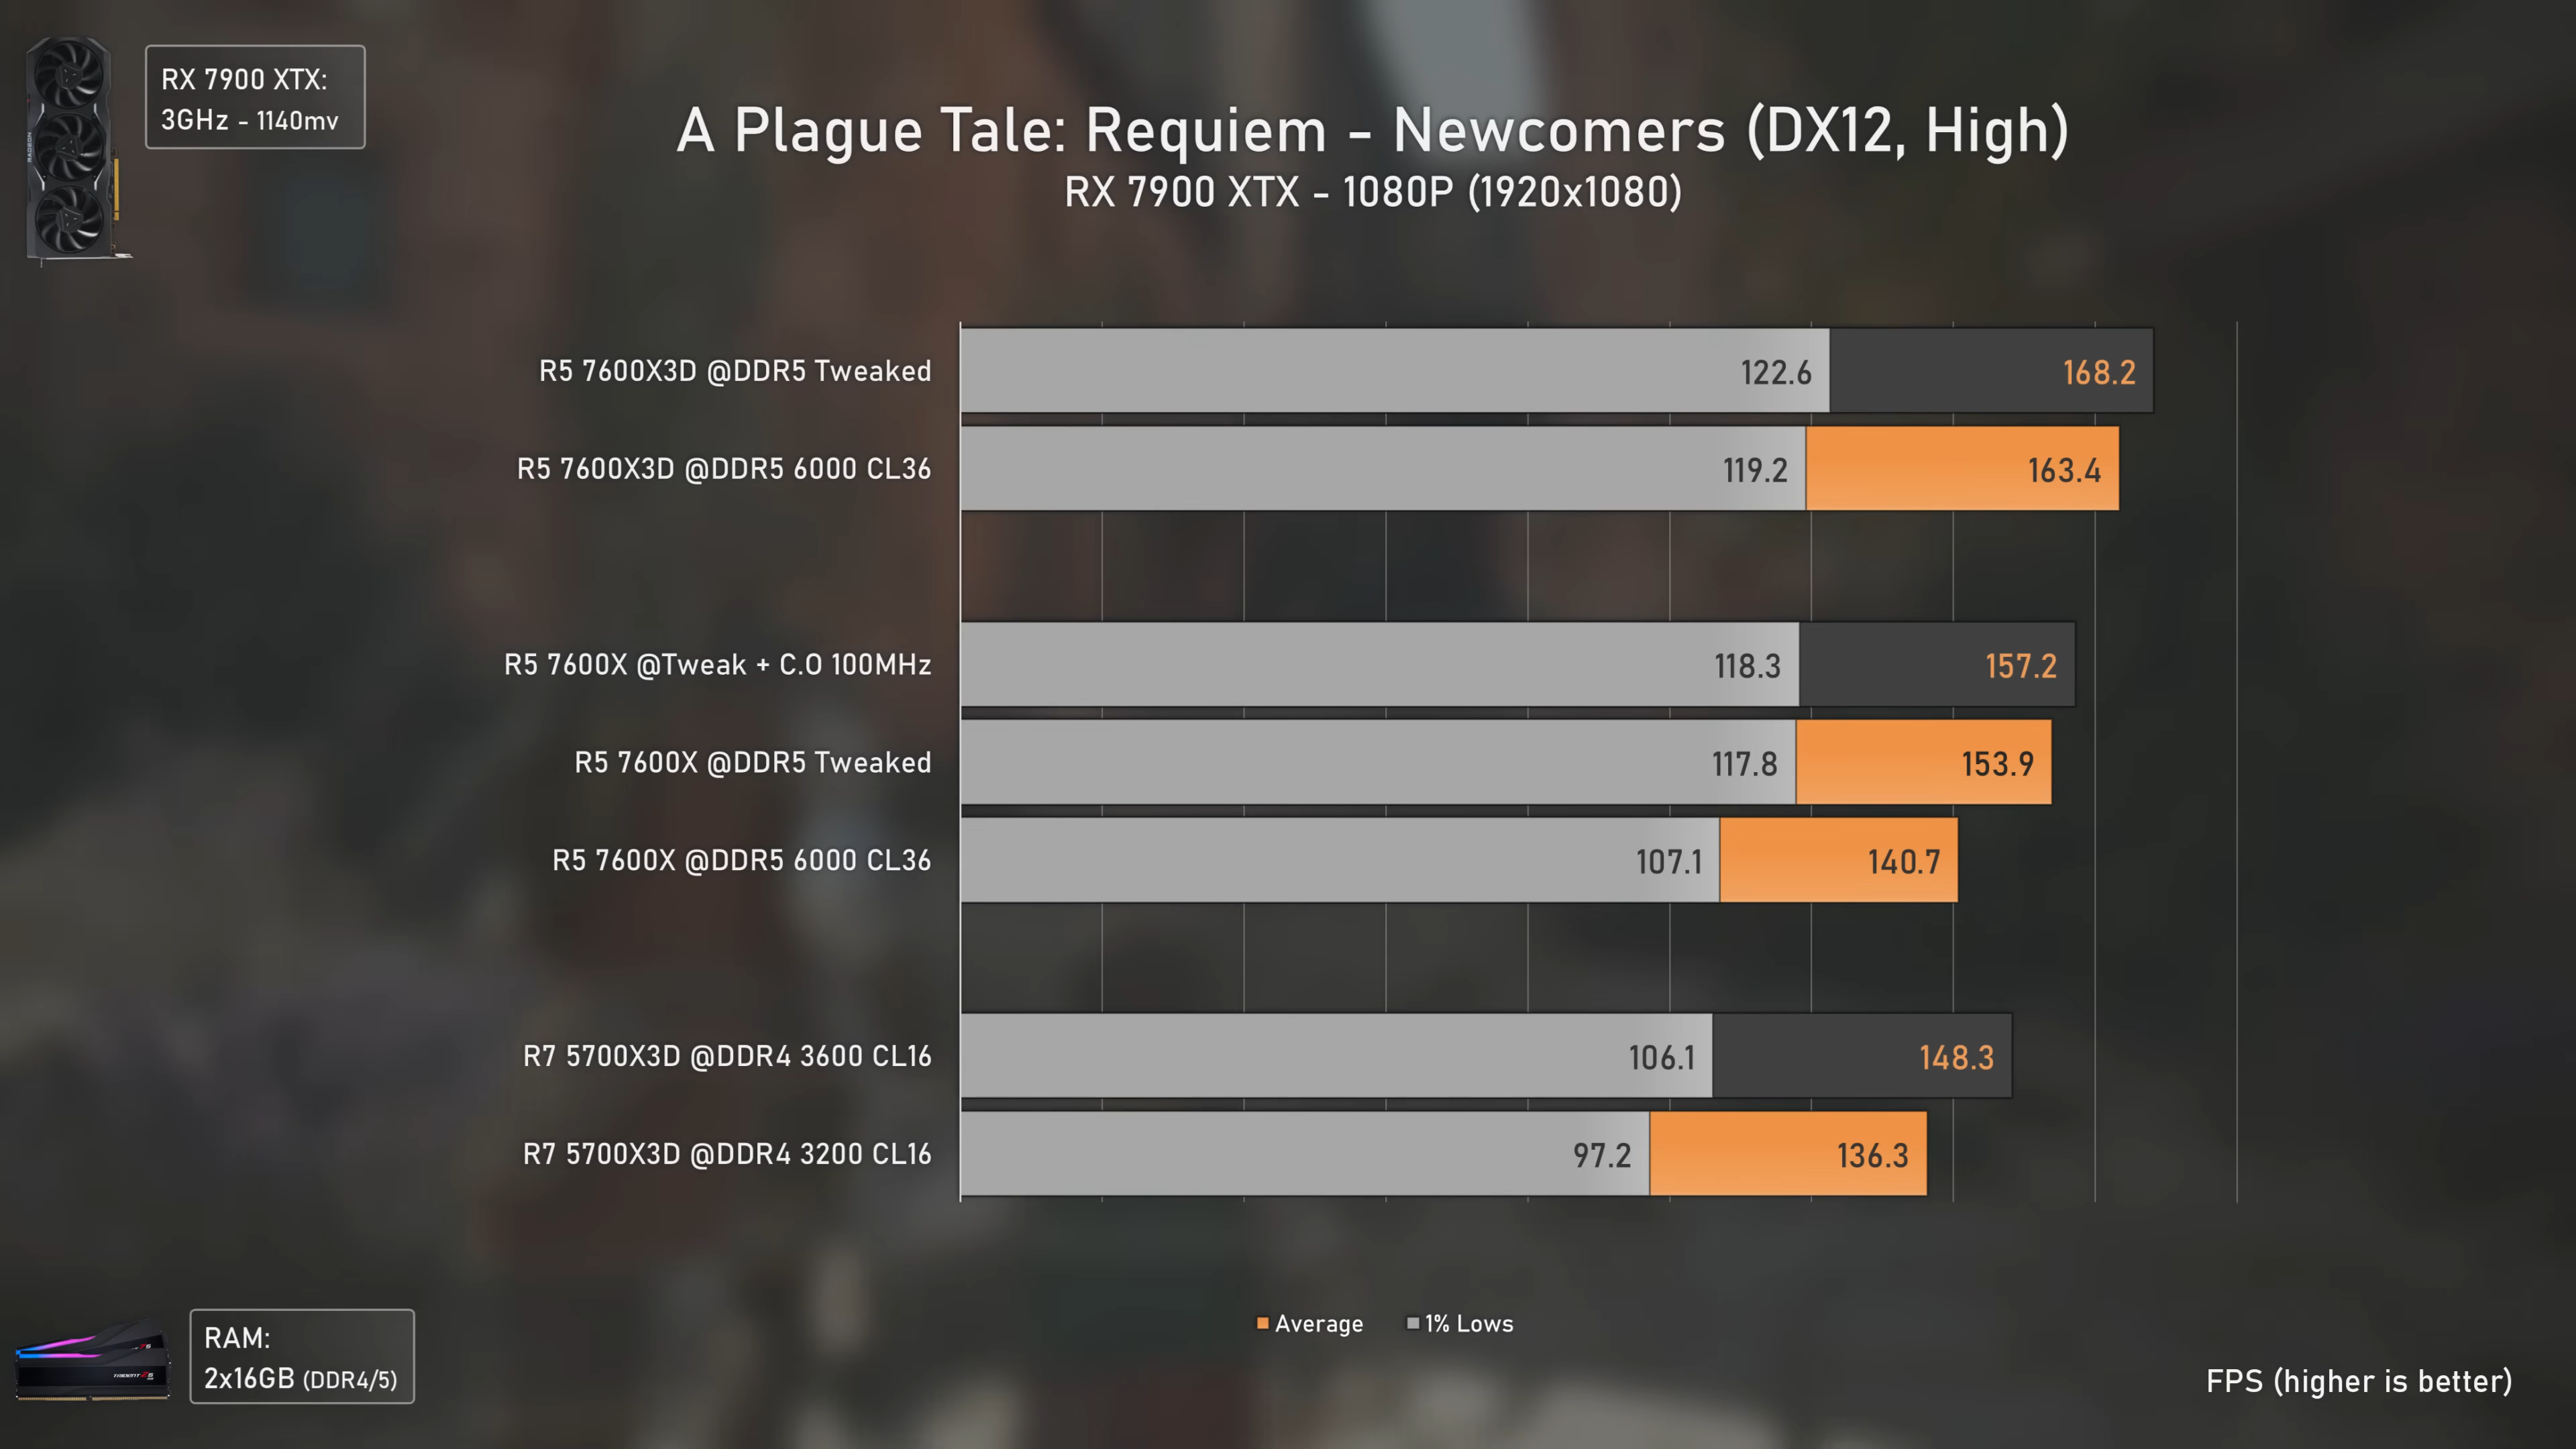 RX 7900 XTX:
3GHz - 1140mv
RADEON
A Plague Tale: Requiem - Newcomers (DX12, High)
RX 7900 XTX - 1080P (1920x1080)
R5 7600X3D @DDR5 Tweaked 122.6 168.2
R5 7600X3D @DDR5 6000 CL36 119.2 163.4
R5 7600X @Tweak + C.O 100MHz 118.3 157.2
R5 7600X @DDR5 Tweaked 117.8 153.9
R5 7600X @DDR5 6000 CL36 107.1 140.7
R7 5700X3D @DDR4 3600 CL16 106.1 148.3
R7 5700X3D @DDR4 3200 CL16 97.2 136.3
Average 1% Lows
RAM:
2x16GB (DDR4/5)
TRIDENT Z5
FPS (higher is better)